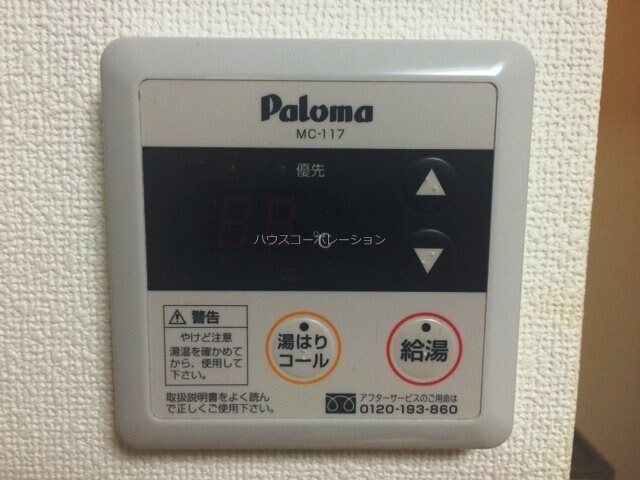 Paloma
MC-117
優先
ハウスコーポレーション
℃
警告
やけど注意
湯温を確かめて
から、使用して
下さい。
湯はり
コール
給湯
取扱説明書をよく読ん
で正しくご使用下さい。
アフターサービスのご用命は
0120-193-860